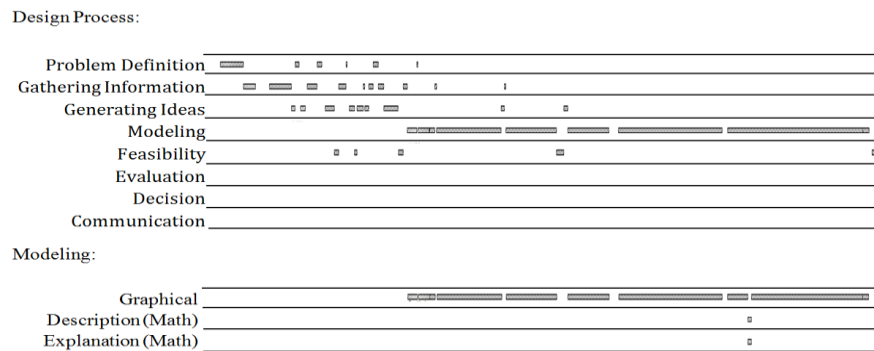 Design Process:
Problem Definition
Gathering Information
Generating Ideas
Modeling
Feasibility
Evaluation
Decision
Communication
Modeling:
Graphical
Description (Math)
Explanation (Math)